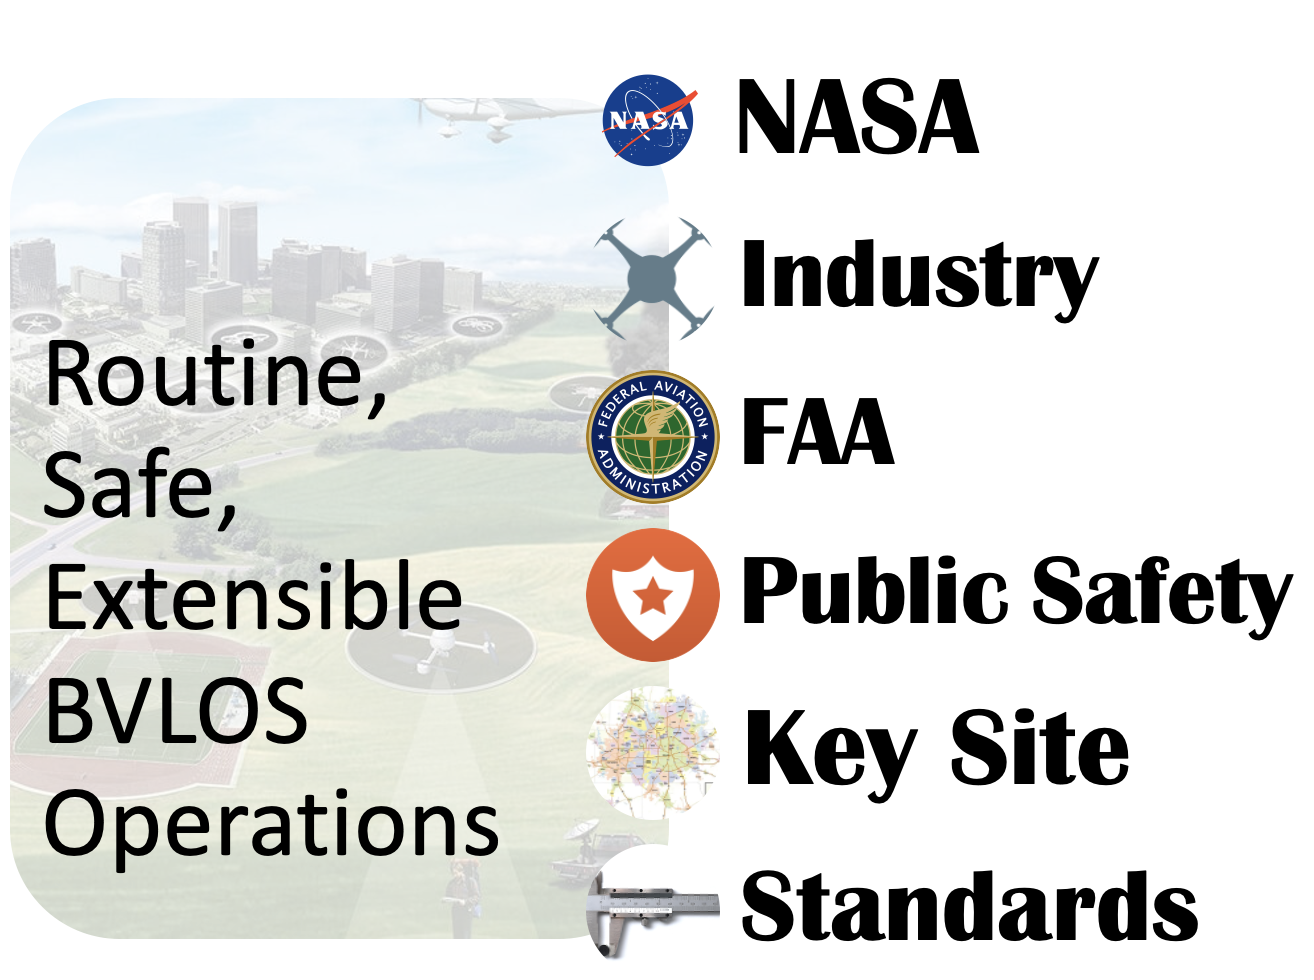 Routine,
Safe,
Extensible
BVLOS
Operations
NASA
NASA
Industry
FEDERAL AVIATION
ADMINISTRATION
FAA
Public Safety
Key Site
Standards